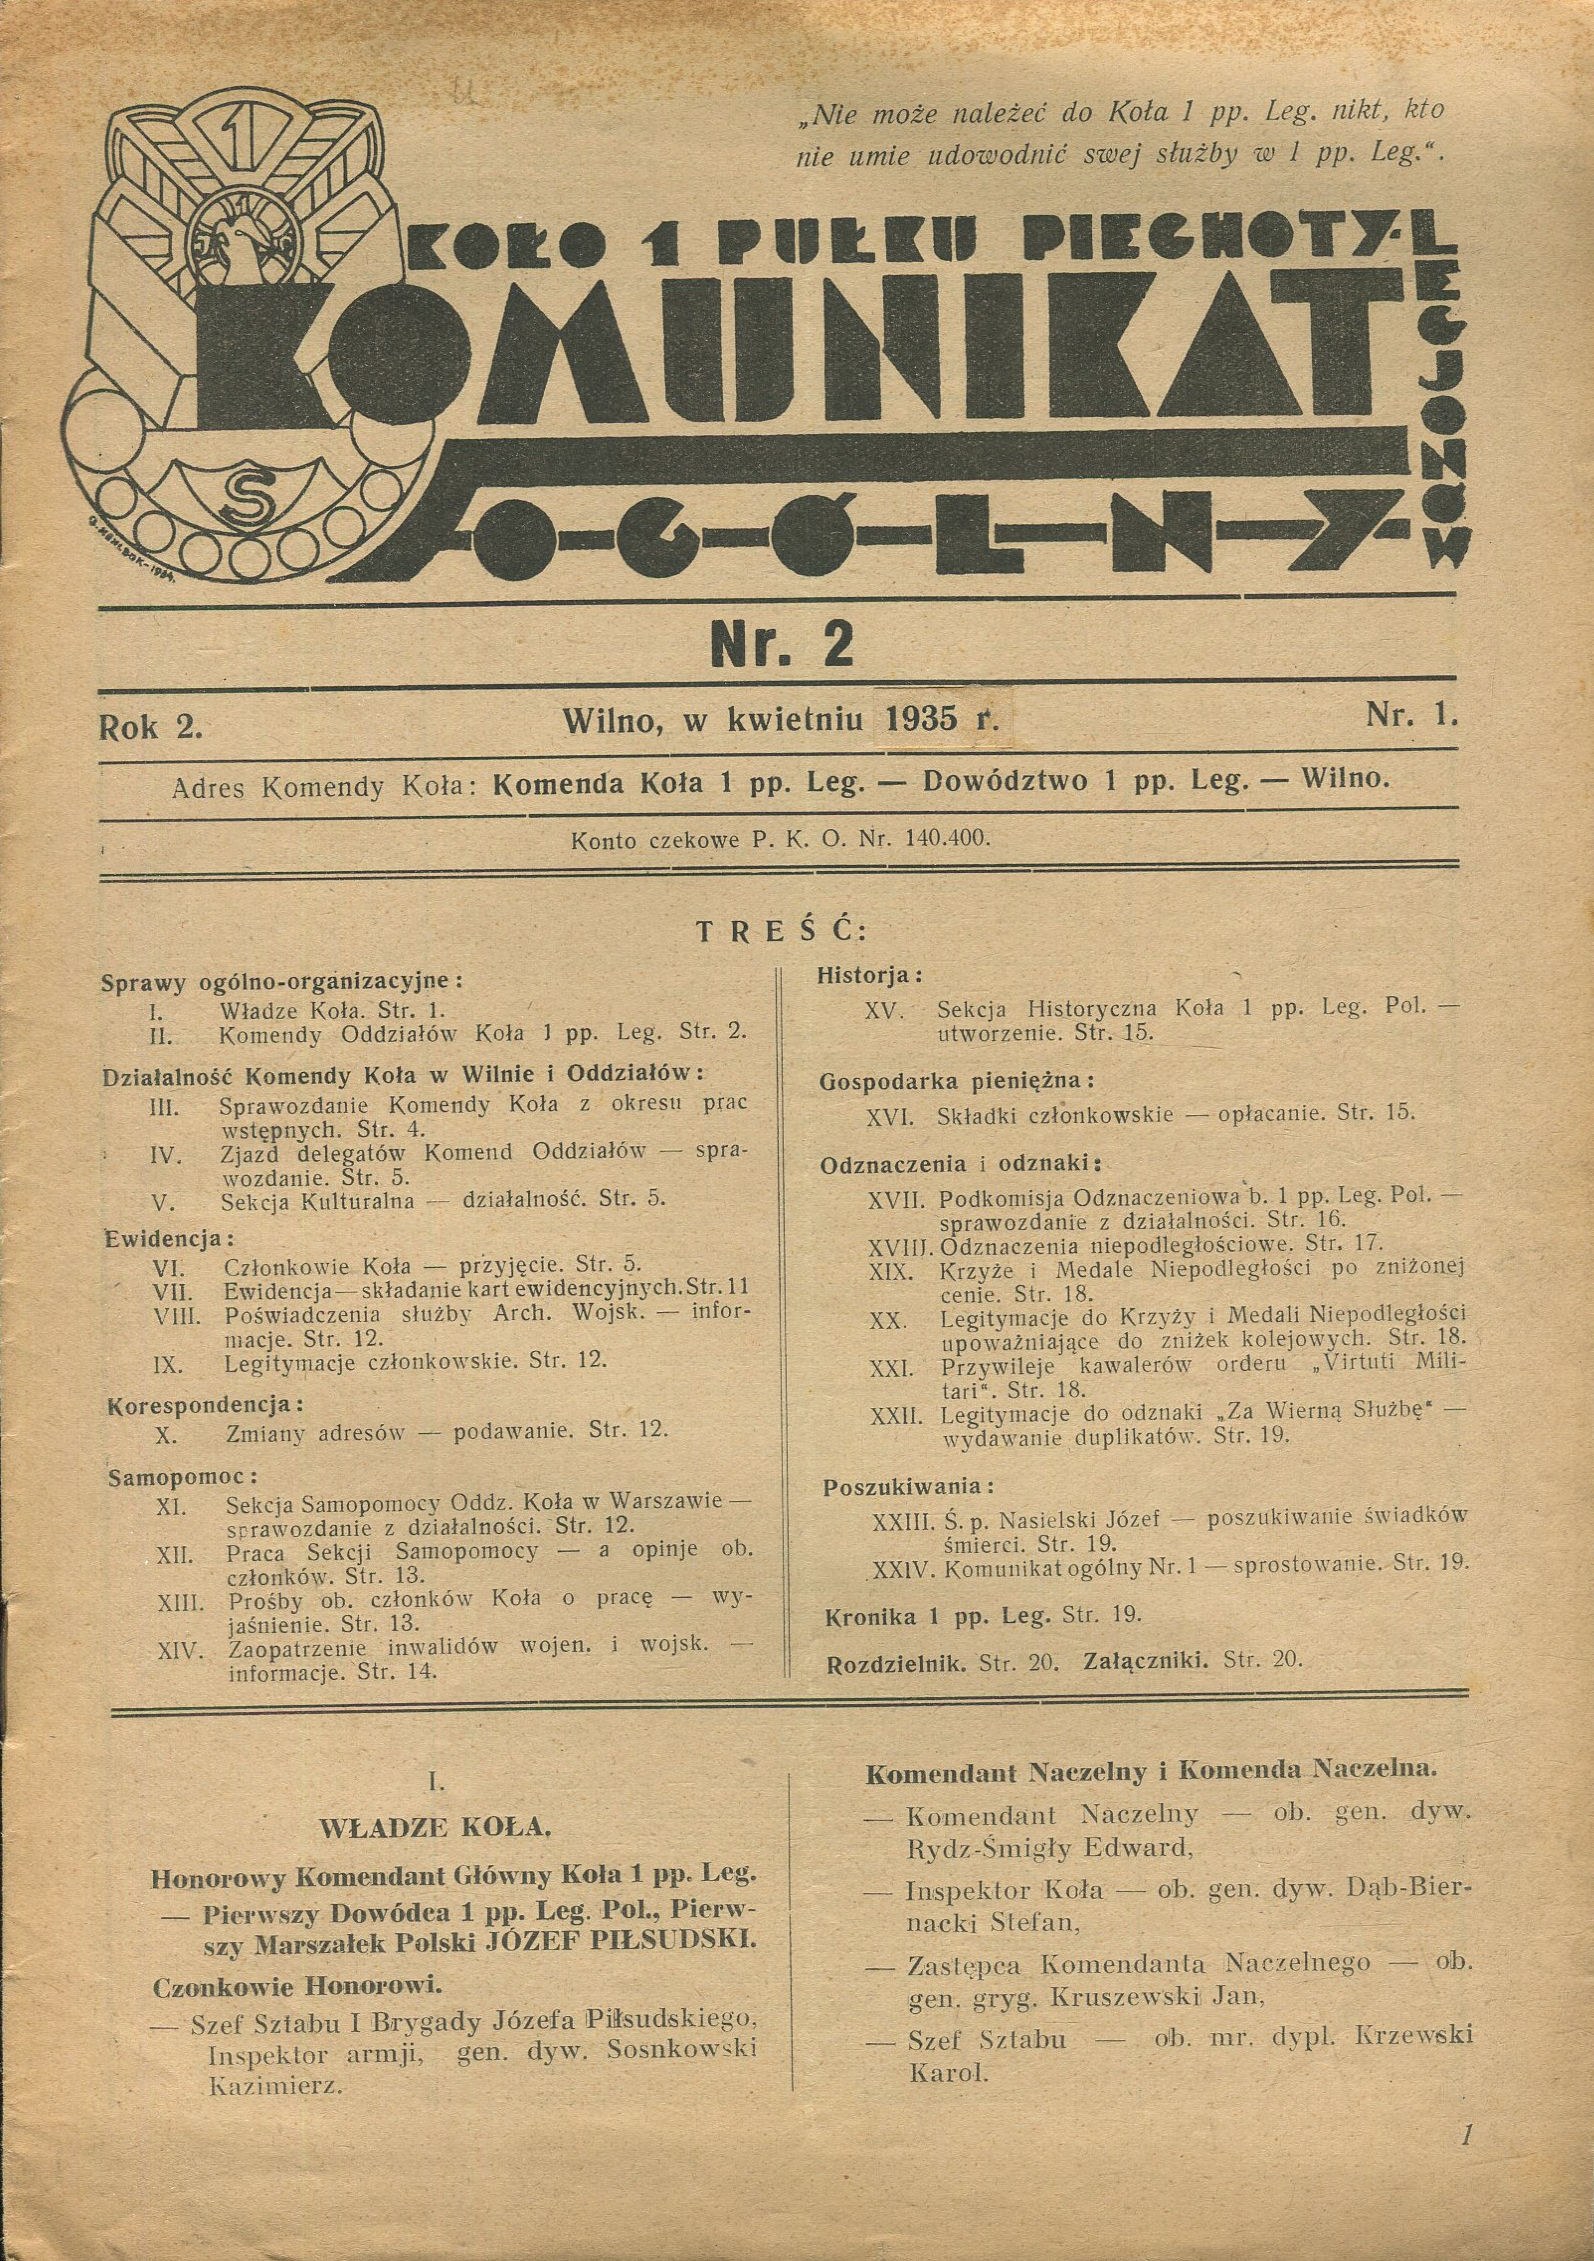 „Nie może należeć do Koła 1 pp. Leg. nikt, kto
nie umie udowodnić swej służby w 1 pp. Leg.“.
KOŁO 1 PUŁKU PIECHOTY LEGJONÓW
KOMUNIKAT
OGÓLNY
1
S
1934.
Nr. 2
Rok 2.
Wilno, w kwietniu 1935 r.
Nr. 1.
Adres Komendy Koła: Komenda Koła 1 pp. Leg. — Dowództwo 1 pp. Leg. — Wilno.
Konto czekowe P. K. O. Nr. 140.400.
TREŚĆ:
Sprawy ogólno-organizacyjne:
I. Władze Koła. Str. 1.
II. Komendy Oddziałów Koła 1 pp. Leg. Str. 2.
Działalność Komendy Koła w Wilnie i Oddziałów:
III. Sprawozdanie Komendy Koła z okresu prac
wstępnych. Str. 4.
IV. Zjazd delegatów Komend Oddziałów — spra-
wozdanie. Str. 5.
V. Sekcja Kulturalna — działalność. Str. 5.
Ewidencja:
VI. Członkowie Koła — przyjęcie. Str. 5.
VII. Ewidencja — składanie kart ewidencyjnych. Str. 11
VIII. Poświadczenia służby Arch. Wojsk. — infor-
macje. Str. 12.
IX. Legitymacje członkowskie. Str. 12.
Korespondencja:
X. Zmiany adresów — podawanie. Str. 12.
Samopomoc:
XI. Sekcja Samopomocy Oddz. Koła w Warszawie —
sprawozdanie z działalności. Str. 12.
XII. Praca Sekcji Samopomocy — a opinje ob.
członków. Str. 13.
XIII. Prośby ob. członków Koła o pracę — wy-
jaśnienie. Str. 13.
XIV. Zaopatrzenie inwalidów wojen. i wojsk. —
informacje. Str. 14.
Historja:
XV. Sekcja Historyczna Koła 1 pp. Leg. Pol. —
utworzenie. Str. 15.
Gospodarka pieniężna:
XVI. Składki członkowskie — opłacanie. Str. 15.
Odznaczenia i odznaki:
XVII. Podkomisja Odznaczeniowa b. 1 pp. Leg. Pol. —
sprawozdanie z działalności. Str. 16.
XVIII. Odznaczenia niepodległościowe. Str. 17.
XIX. Krzyże i Medale Niepodległości po zniżonej
cenie. Str. 18.
XX. Legitymacje do Krzyży i Medali Niepodległości
upoważniające do zniżek kolejowych. Str. 18.
XXI. Przywileje kawalerów orderu „Virtuti Mili-
tari“. Str. 18.
XXII. Legitymacje do odznaki „Za Wierną Służbę“ —
wydawanie duplikatów. Str. 19.
Poszukiwania:
XXIII. Ś. p. Nasielski Józef — poszukiwanie świadków
śmierci. Str. 19.
XXIV. Komunikat ogólny Nr. 1 — sprostowanie. Str. 19.
Kronika 1 pp. Leg. Str. 19.
Rozdzielnik. Str. 20. Załączniki. Str. 20.
I.
WŁADZE KOŁA.
Honorowy Komendant Główny Koła 1 pp. Leg.
— Pierwszy Dowódca 1 pp. Leg. Pol., Pierw-
szy Marszałek Polski JÓZEF PIŁSUDSKI.
Czonkowie Honorowi.
— Szef Sztabu I Brygady Józefa Piłsudskiego,
Inspektor armji, gen. dyw. Sosnkowski
Kazimierz.
Komendant Naczelny i Komenda Naczelna.
— Komendant Naczelny — ob. gen. dyw.
Rydz-Śmigły Edward,
— Inspektor Koła — ob. gen. dyw. Dąb-Bier-
nacki Stefan,
— Zastępca Komendanta Naczelnego — ob.
gen. gryg. Kruszewski Jan,
— Szef Sztabu — ob. mr. dypl. Krzewski
Karol.
1